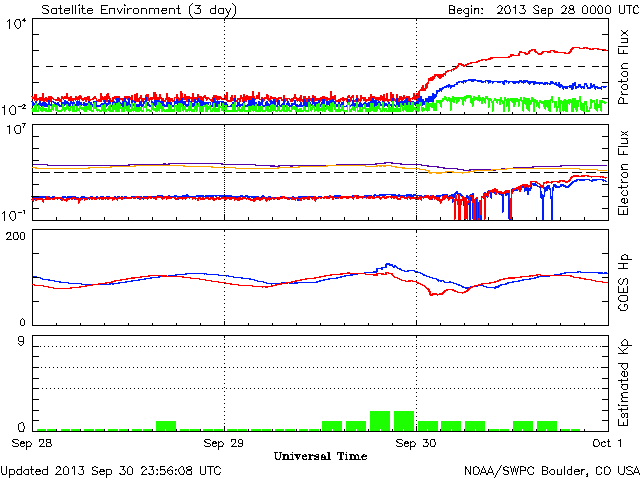 Satellite Environment (3 day) Begin: 2013 Sep 28 0000 UTC
10^4
10^-2
Proton Flux
10^7
10^-1
Electron Flux
200
0
GOES Hp
9
0
Estimated Kp
Sep 28 Sep 29 Sep 30 Oct 1
Universal Time
Updated 2013 Sep 30 23:56:08 UTC NOAA/SWPC Boulder, CO USA